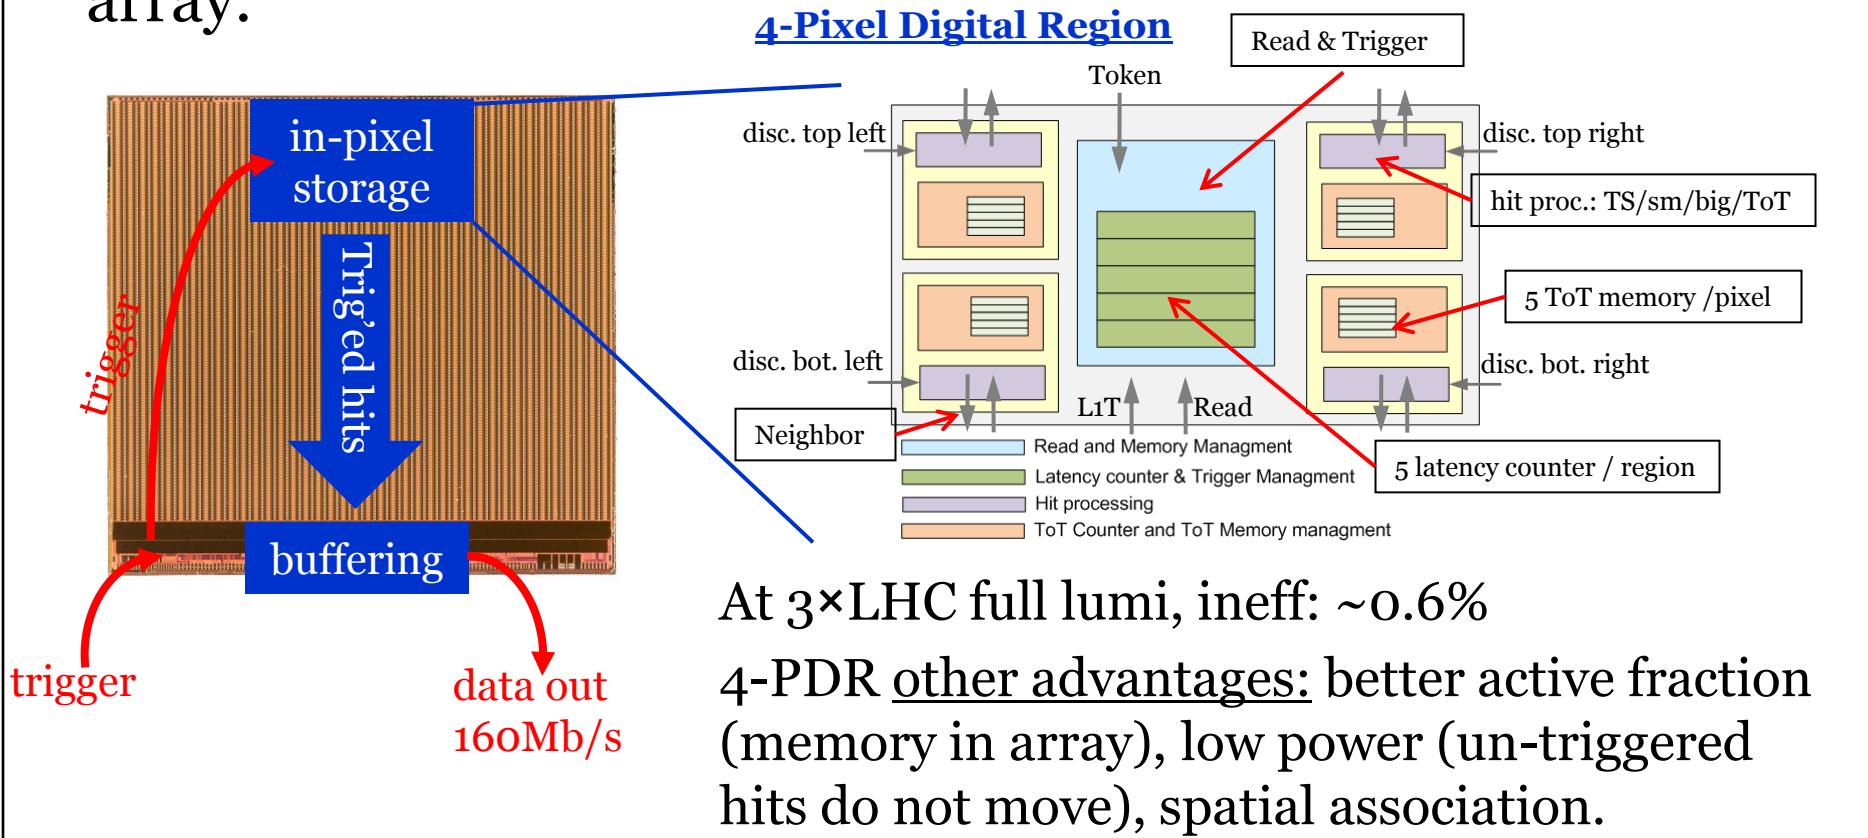 array.
4-Pixel Digital Region
Read & Trigger
Token
in-pixel
storage
disc. top left
disc. top right
hit proc.: TS/sm/big/ToT
Trig'ed hits
trigger
5 ToT memory /pixel
disc. bot. left
disc. bot. right
L1T
Read
Neighbor
Read and Memory Managment
5 latency counter / region
Latency counter & Trigger Managment
Hit processing
ToT Counter and ToT Memory managment
buffering
trigger
data out
160Mb/s
At 3×LHC full lumi, ineff: ~0.6%
4-PDR other advantages: better active fraction
(memory in array), low power (un-triggered
hits do not move), spatial association.